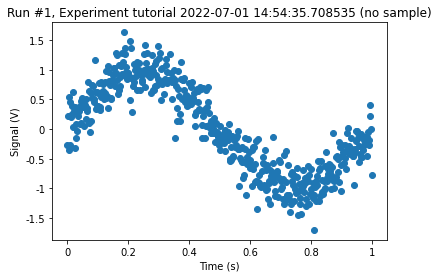 Run #1, Experiment tutorial 2022-07-01 14:54:35.708535 (no sample)
1.5
1
0.5
0
-0.5
-1
-1.5
Signal (V)
0 0.2 0.4 0.6 0.8 1
Time (s)